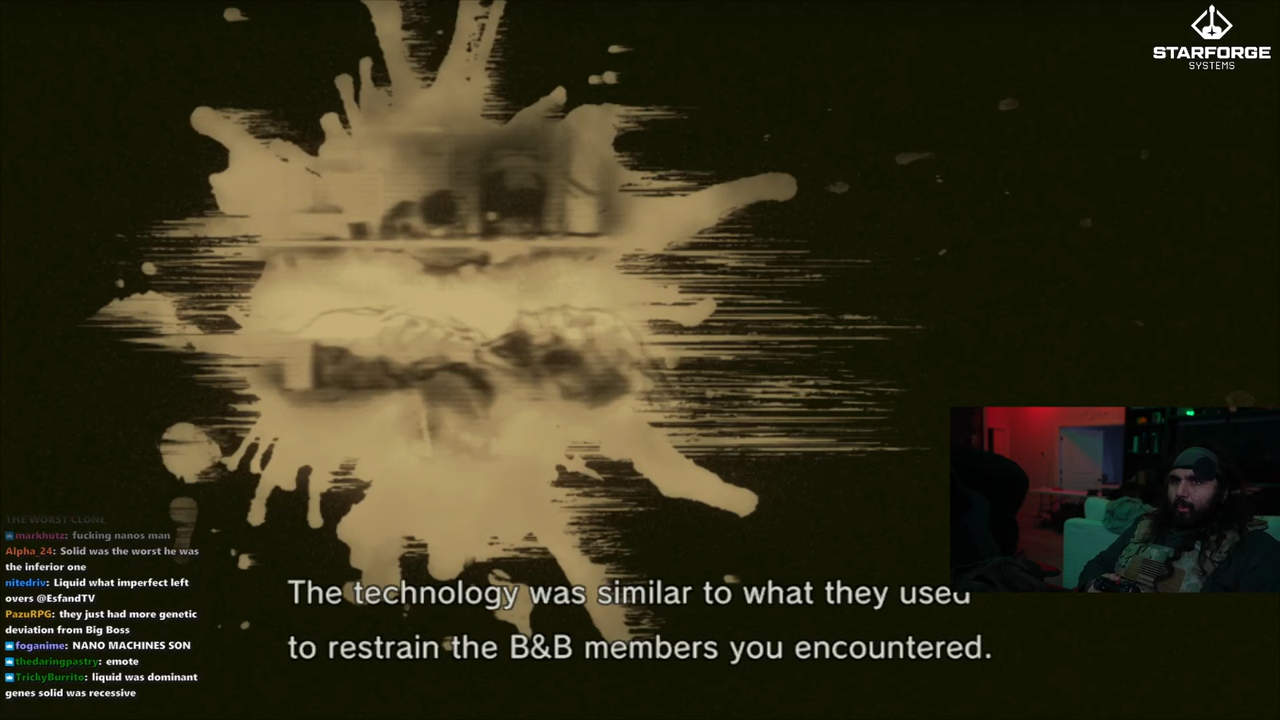 STARFORGE
SYSTEMS
THE WORST CLONE
markhutz: fucking nanos man
Alpha_24: Solid was the worst he was
the inferior one
nitedriv: Liquid what imperfect left
overs @EsfandTV
PazuRPG: they just had more genetic
deviation from Big Boss
foganime: NANO MACHINES SON
thedaringpastry: emote
TrickyBurrito: liquid was dominant
genes solid was recessive
The technology was similar to what they used
to restrain the B&B members you encountered.